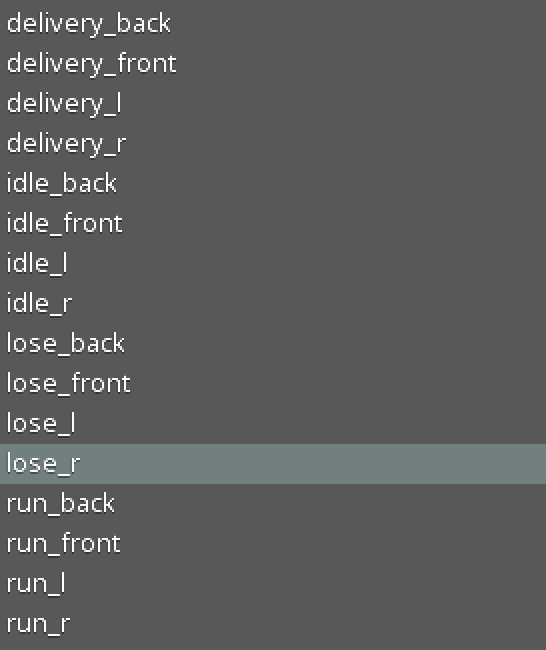 delivery_back
delivery_front
delivery_l
delivery_r
idle_back
idle_front
idle_l
idle_r
lose_back
lose_front
lose_l
lose_r
run_back
run_front
run_l
run_r